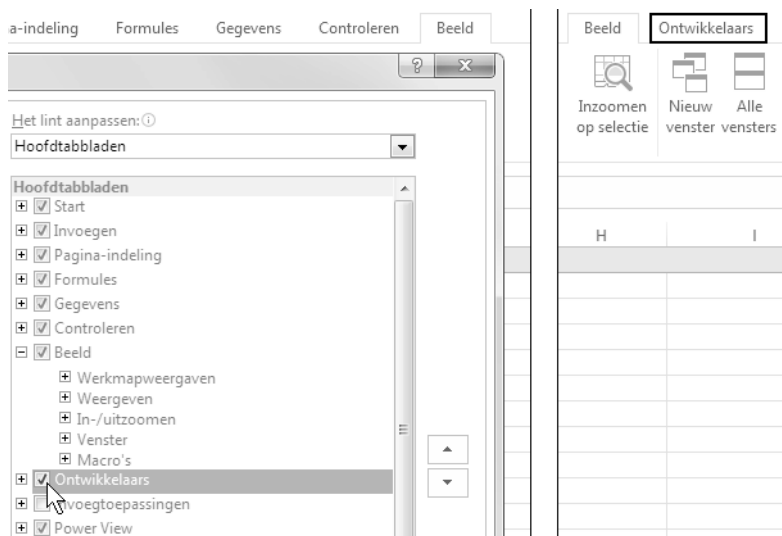 a-indeling Formules Gegevens Controleren Beeld
?
Het lint aanpassen:
Hoofdtabbladen
Hoofdtabbladen
Start
Invoegen
Pagina-indeling
Formules
Gegevens
Controleren
Beeld
Werkmapweergaven
Weergeven
In-/uitzoomen
Venster
Macro's
Ontwikkelaars
nvoegtoepassingen
Power View
Beeld Ontwikkelaars
Inzoomen Nieuw Alle
op selectie venster vensters
H I